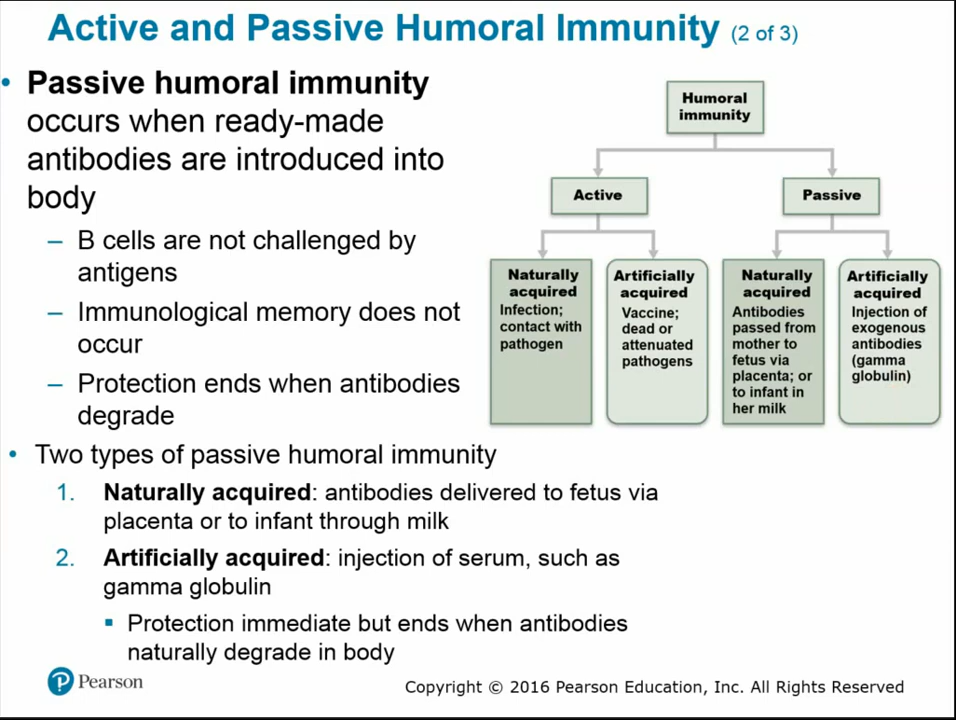 Active and Passive Humoral Immunity (2 of 3)
• Passive humoral immunity
occurs when ready-made
antibodies are introduced into
body
– B cells are not challenged by
antigens
– Immunological memory does not
occur
– Protection ends when antibodies
degrade
• Two types of passive humoral immunity
1. Naturally acquired: antibodies delivered to fetus via
placenta or to infant through milk
2. Artificially acquired: injection of serum, such as
gamma globulin
▪ Protection immediate but ends when antibodies
naturally degrade in body
Humoral
immunity
Active
Passive
Naturally
acquired
Infection;
contact with
pathogen
Artificially
acquired
Vaccine;
dead or
attenuated
pathogens
Naturally
acquired
Antibodies
passed from
mother to
fetus via
placenta; or
to infant in
her milk
Artificially
acquired
Injection of
exogenous
antibodies
(gamma
globulin)
P Pearson
Copyright © 2016 Pearson Education, Inc. All Rights Reserved